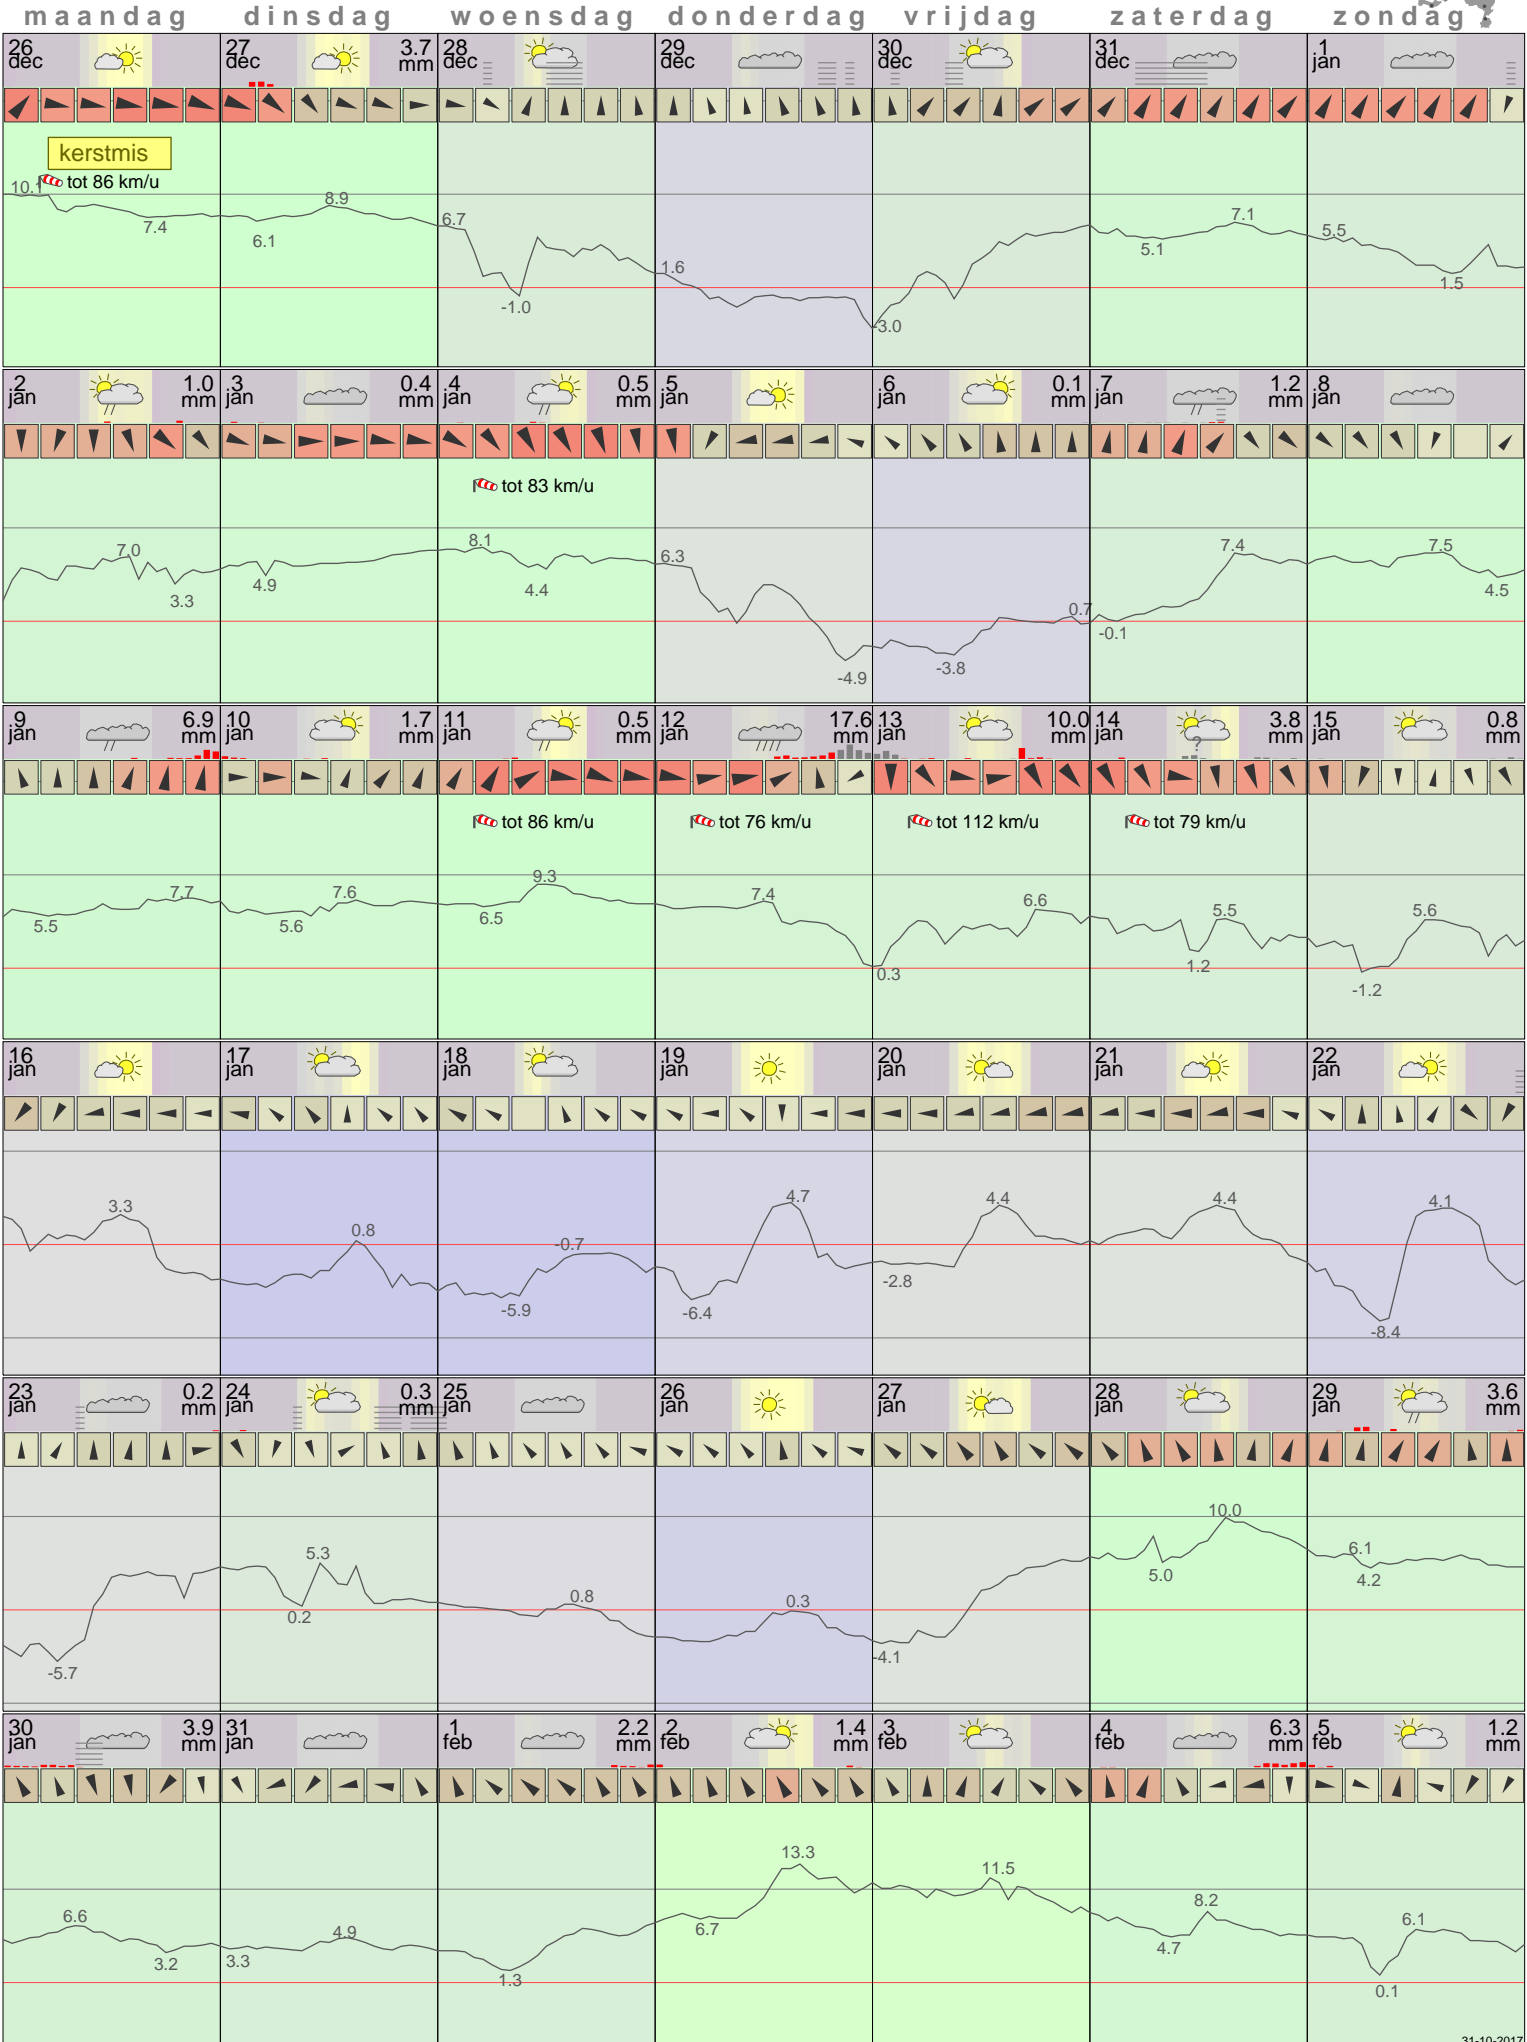 maandag dinsdag woensdag donderdag vrijdag zaterdag zondag
26 27 3.7 28 29 30 31 1
dec dec mm dec dec dec dec jan
kerstmis
10.1 tot 86 km/u
7.4 6.1 8.9 6.7 -1.0 1.6 -3.0 5.1 7.1 5.5 1.5
2 1.0 3 0.4 4 0.5 5 6 0.1 7 1.2 8
jan mm jan mm jan mm jan jan mm jan mm jan
tot 83 km/u
7.0 3.3 4.9 8.1 4.4 6.3 -4.9 -3.8 0.7 -0.1 7.4 7.5 4.5
9 6.9 10 1.7 11 0.5 12 17.6 13 10.0 14 3.8 15 0.8
jan mm jan mm jan mm jan mm jan mm jan ? mm jan mm
tot 86 km/u tot 76 km/u tot 112 km/u tot 79 km/u
5.5 7.7 5.6 7.6 6.5 9.3 7.4 0.3 6.6 1.2 5.5 -1.2 5.6
16 17 18 19 20 21 22
jan jan jan jan jan jan jan
3.3 0.8 -5.9 -0.7 -6.4 4.7 -2.8 4.4 4.4 -8.4 4.1
23 0.2 24 0.3 25 26 27 28 29 3.6
jan mm jan mm jan jan jan jan jan mm
-5.7 0.2 5.3 0.8 0.3 -4.1 5.0 10.0 6.1 4.2
30 3.9 31 1 2.2 2 1.4 3 4 6.3 5 1.2
jan mm jan feb mm feb mm feb feb mm feb mm
6.6 3.2 3.3 4.9 1.3 6.7 13.3 11.5 4.7 8.2 0.1 6.1
31-10-2017